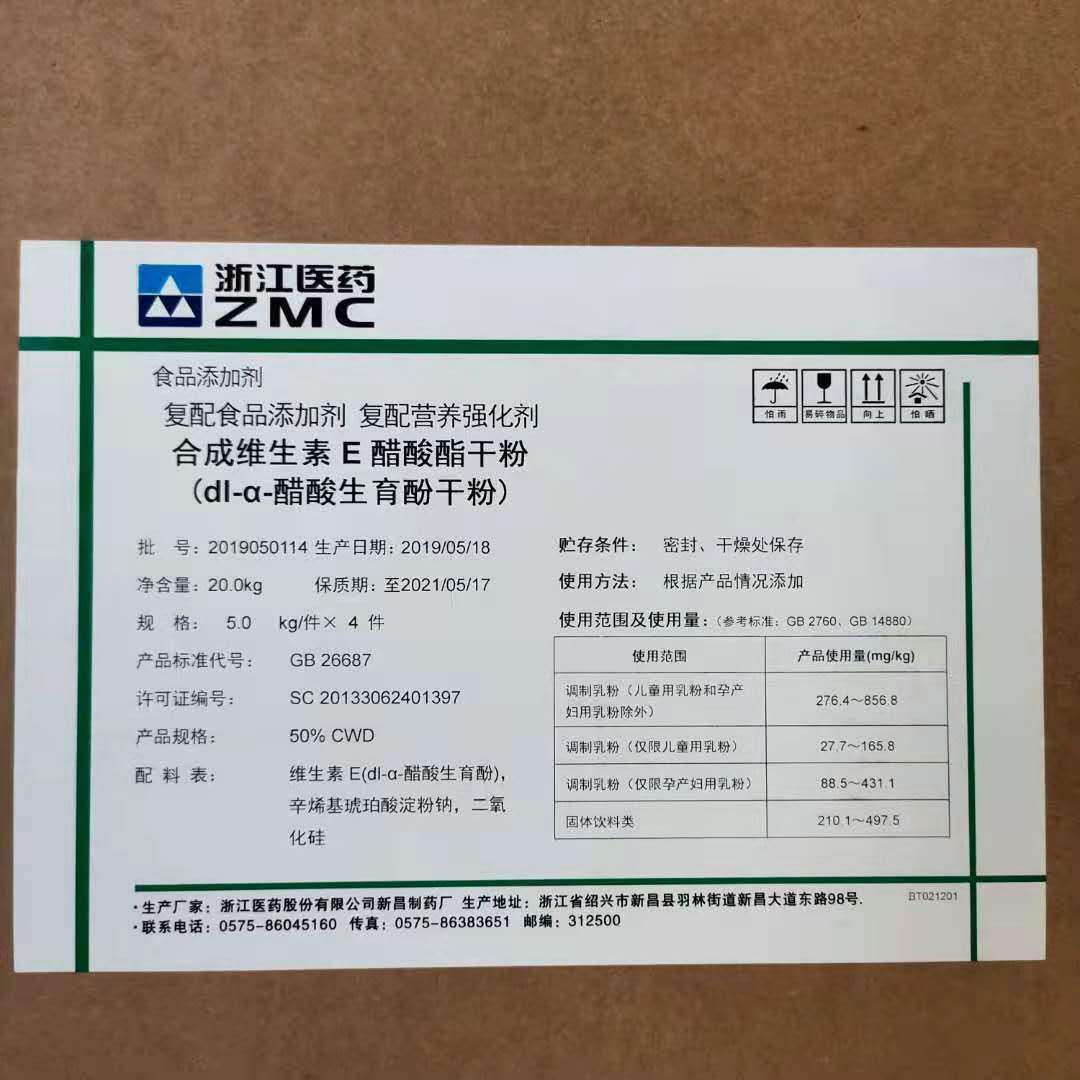 浙江医药
ZMC
食品添加剂
复配食品添加剂 复配营养强化剂
合成维生素 E 醋酸酯干粉
(dl-α-醋酸生育酚干粉)
怕雨 易碎物品 向上 怕晒
批 号: 2019050114 生产日期: 2019/05/18
净含量: 20.0kg 保质期: 至2021/05/17
规 格: 5.0 kg/件× 4 件
产品标准代号: GB 26687
许可证编号: SC 20133062401397
产品规格: 50% CWD
配 料 表: 维生素 E(dl-α-醋酸生育酚),
辛烯基琥珀酸淀粉钠, 二氧
化硅
贮存条件: 密封、干燥处保存
使用方法: 根据产品情况添加
使用范围及使用量: (参考标准: GB 2760、GB 14880)
使用范围 产品使用量(mg/kg)
调制乳粉 (儿童用乳粉和孕产
妇用乳粉除外) 276.4~856.8
调制乳粉 (仅限儿童用乳粉) 27.7~165.8
调制乳粉 (仅限孕产妇用乳粉) 88.5~431.1
固体饮料类 210.1~497.5
·生产厂家: 浙江医药股份有限公司新昌制药厂 生产地址: 浙江省绍兴市新昌县羽林街道新昌大道东路98号.
·联系电话: 0575-86045160 传真: 0575-86383651 邮编: 312500
BT021201